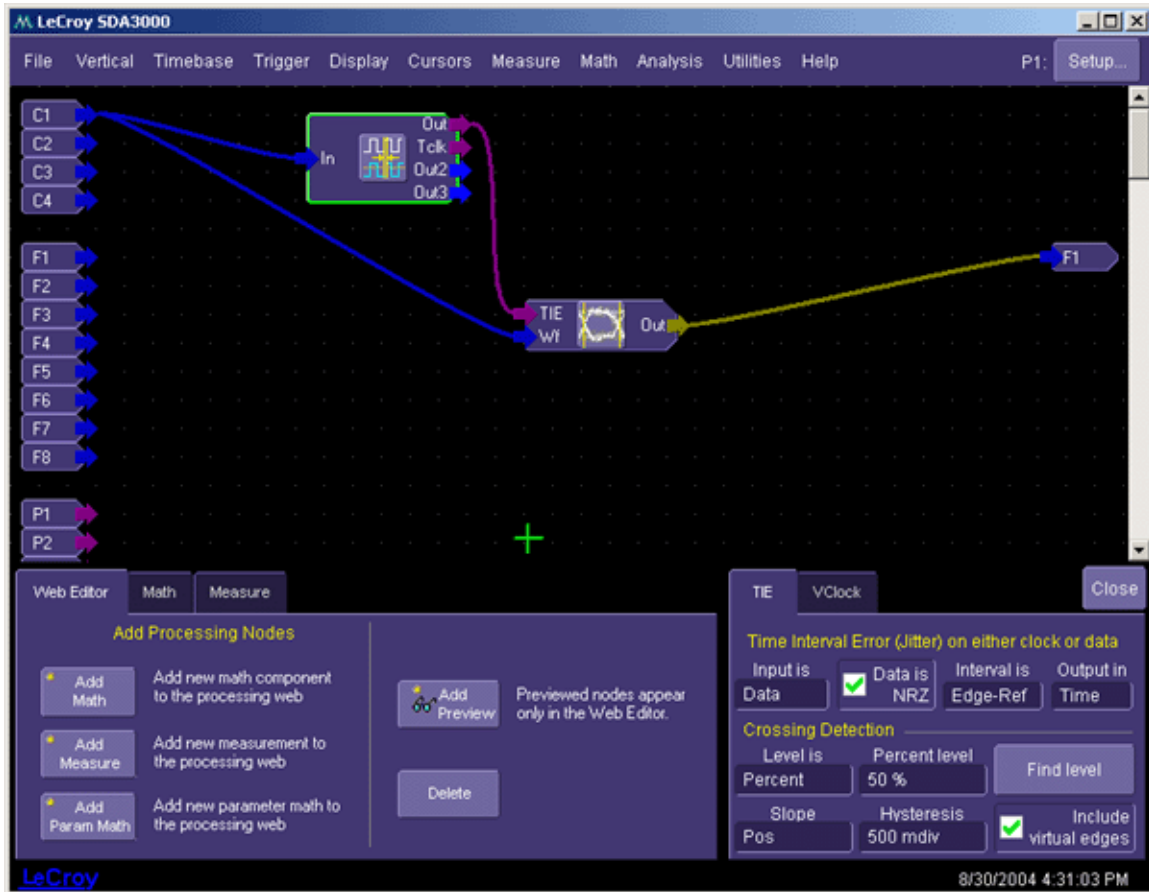 LeCroy SDA3000
File Vertical Timebase Trigger Display Cursors Measure Math Analysis Utilities Help P1: Setup...
C1
C2
C3
C4
F1
F2
F3
F4
F5
F6
F7
F8
P1
P2
In
Out
Tclk
Out2
Out3
TIE
Wf
Out
F1
Web Editor Math Measure
Add Processing Nodes
Add Math
Add new math component
to the processing web
Add Measure
Add new measurement to
the processing web
Add Param Math
Add new parameter math to
the processing web
Add Preview
Previewed nodes appear
only in the Web Editor.
Delete
TIE VClock Close
Time Interval Error (Jitter) on either clock or data
Input is
Data
Data is
NRZ
Interval is
Edge-Ref
Output in
Time
Crossing Detection
Level is
Percent
Percent level
50 %
Find level
Slope
Pos
Hysteresis
500 mdiv
Include
virtual edges
LeCroy
8/30/2004 4:31:03 PM